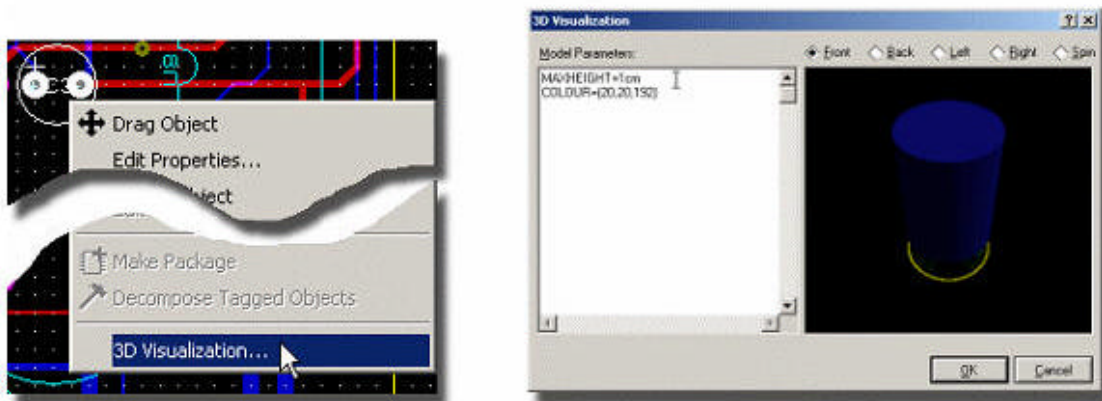 Drag Object
Edit Properties...
Object
Make Package
Decompose Tagged Objects
3D Visualization...
3D Visualization
Model Parameters:
Front Back Left Right Spin
MAXHEIGHT=1cm
COLOUR=(20,20,192)
OK Cancel